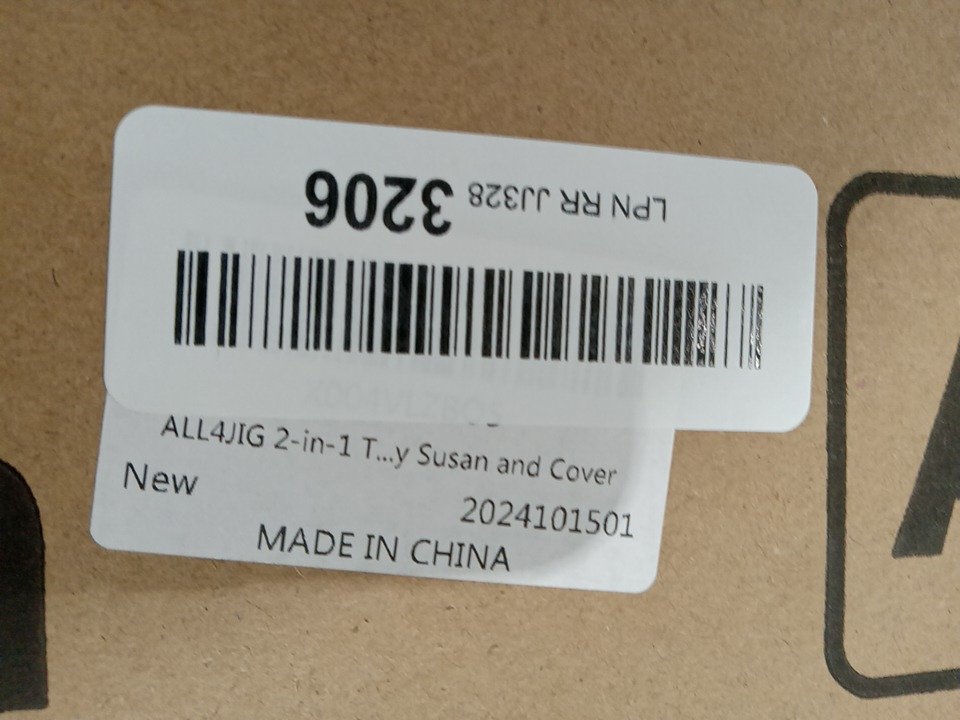 LPN RR JJ328 3206
ALL4JIG 2-in-1 T...y Susan and Cover
New
2024101501
MADE IN CHINA